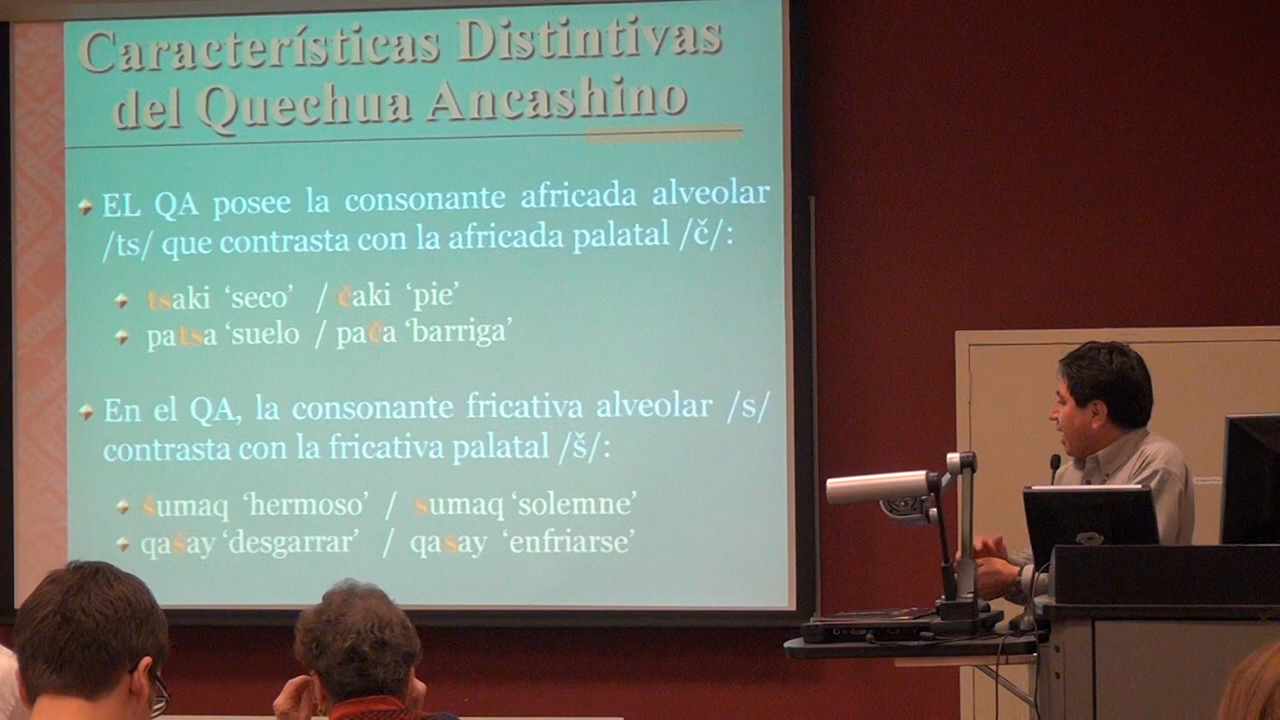 Características Distintivas
del Quechua Ancashino
EL QA posee la consonante africada alveolar
/ts/ que contrasta con la africada palatal /č/:
tsaki ‘seco’ / čaki ‘pie’
patsa ‘suelo / pača ‘barriga’
En el QA, la consonante fricativa alveolar /s/
contrasta con la fricativa palatal /š/:
šumaq ‘hermoso’ / sumaq ‘solemne’
qašay ‘desgarrar’ / qasay ‘enfriarse’